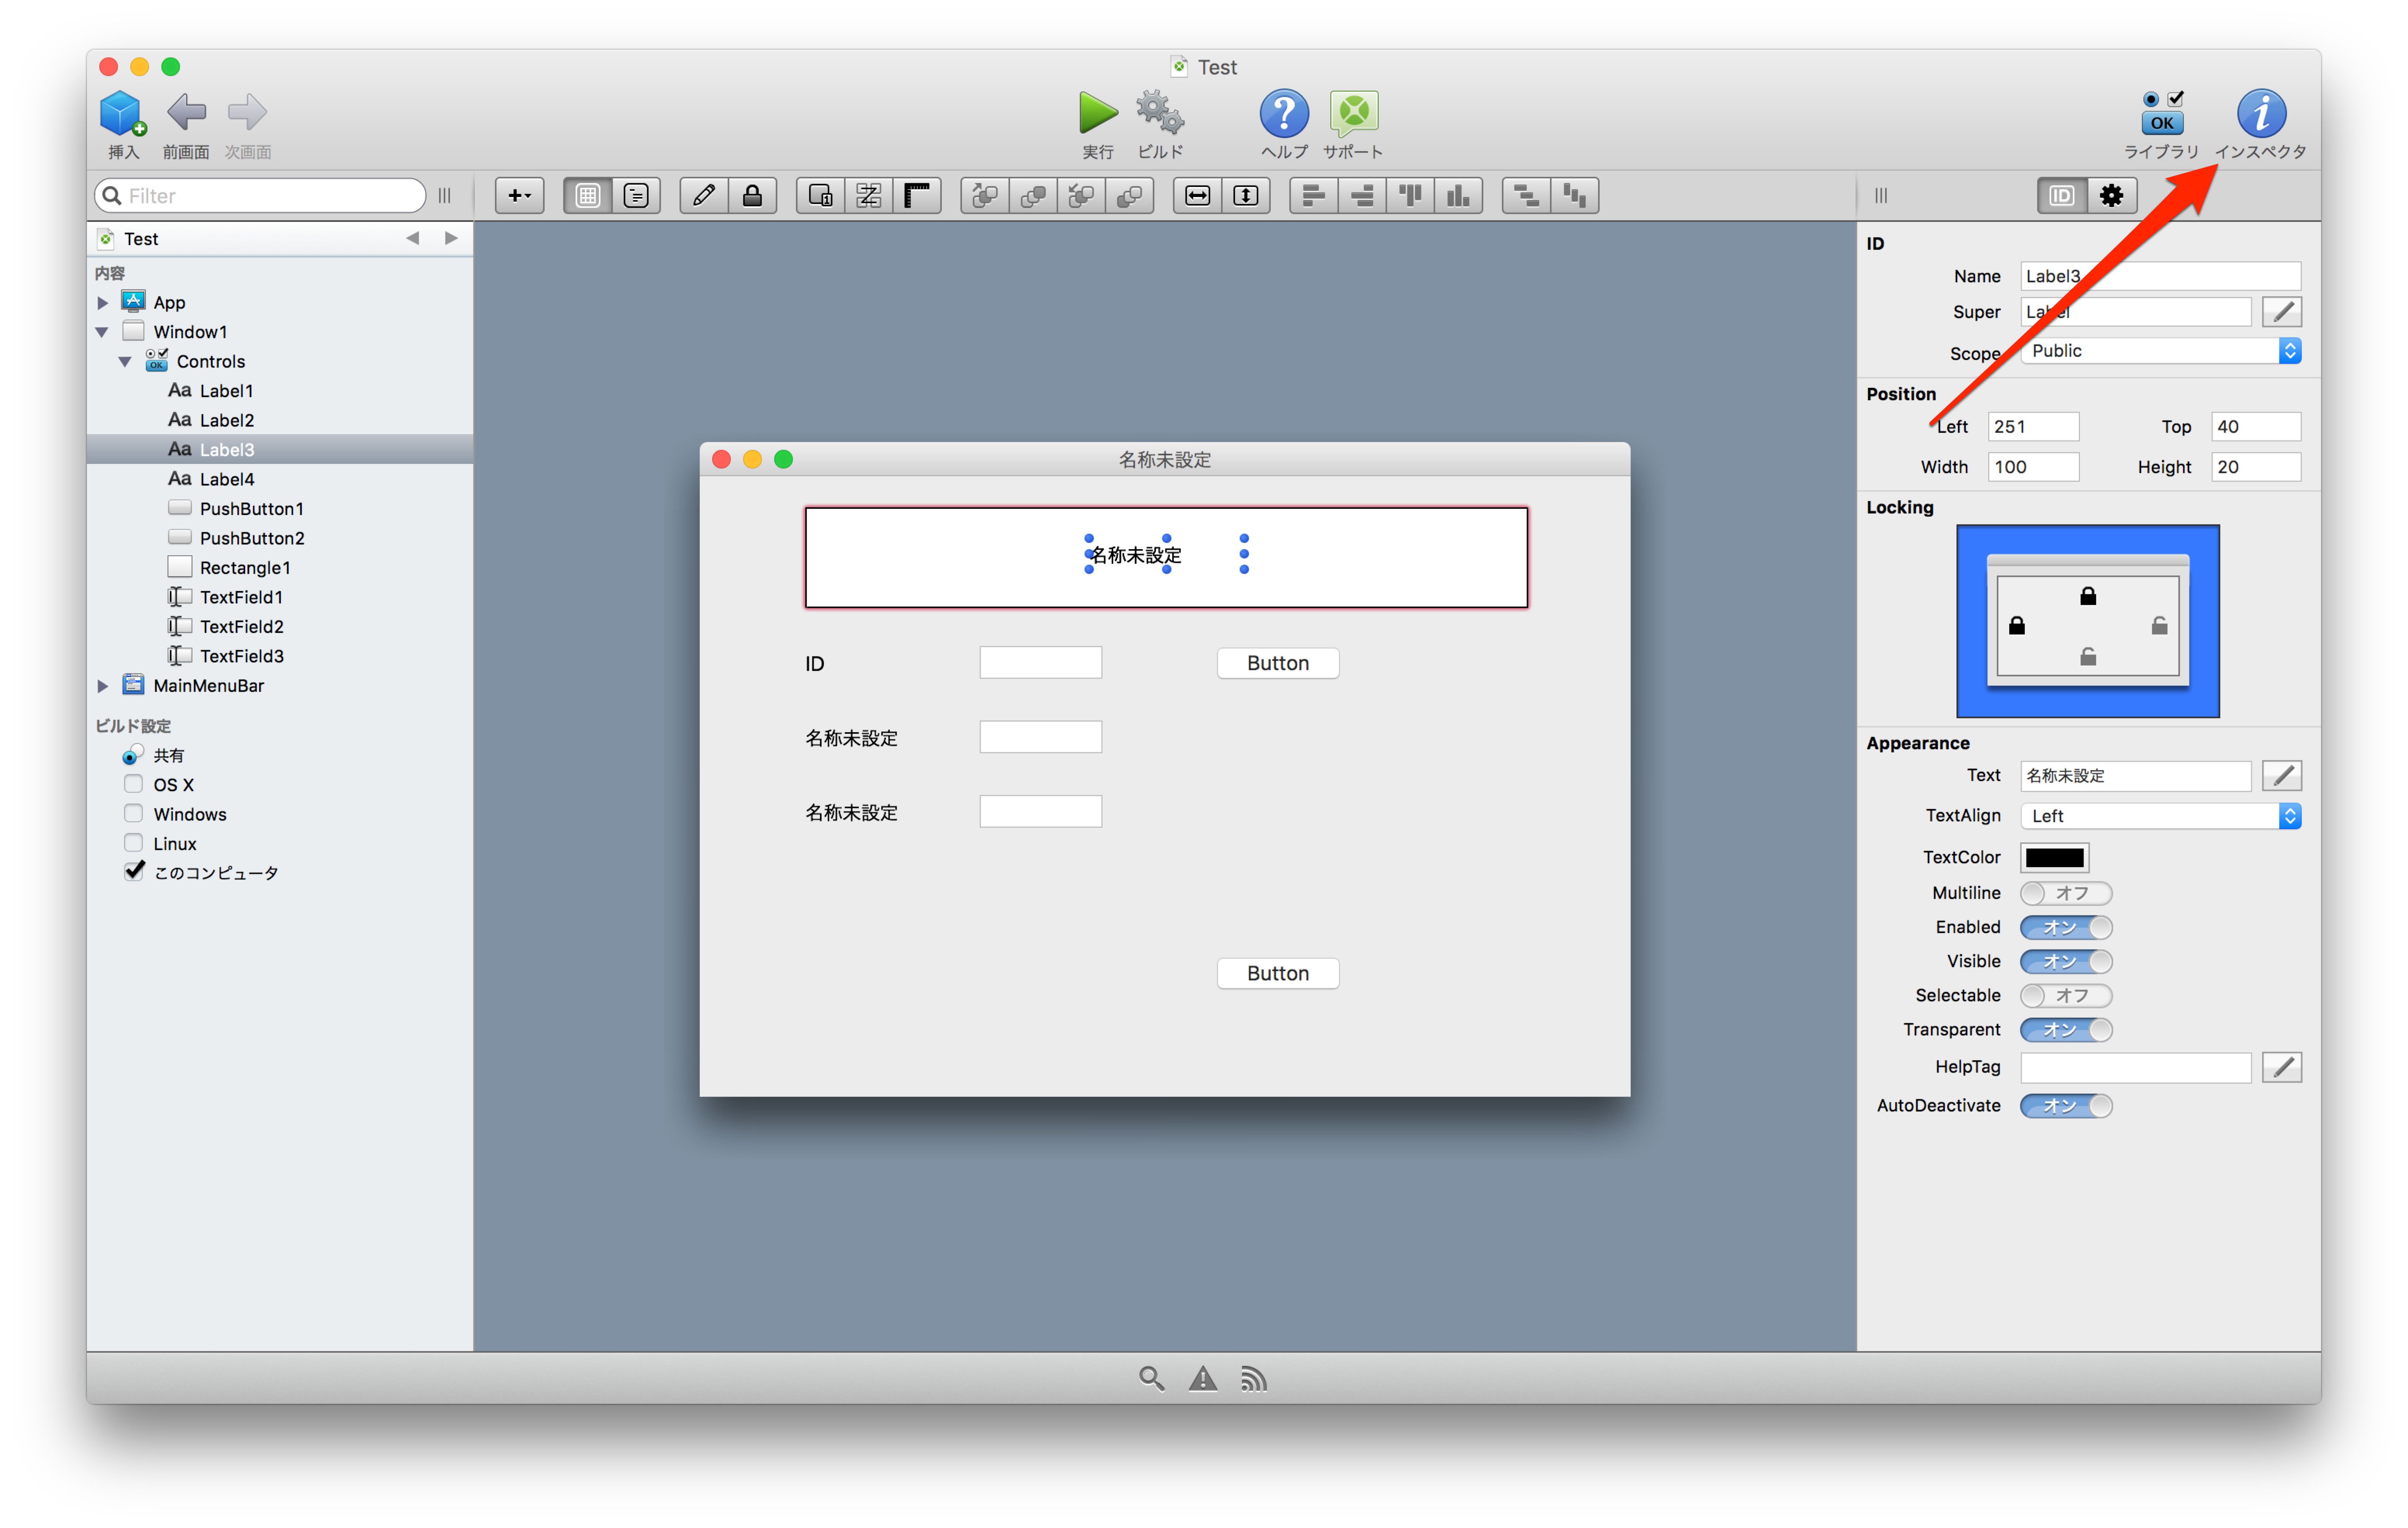 Test
挿入 前画面 次画面 実行 ビルド ヘルプ サポート OK ライブラリ インスペクタ
Filter
ID
Test
内容
App
Window1
OK Controls
Aa Label1
Aa Label2
Aa Label3
Aa Label4
PushButton1
PushButton2
Rectangle1
TextField1
TextField2
TextField3
MainMenuBar
ビルド設定
共有
OS X
Windows
Linux
このコンピュータ
名称未設定
名称未設定
ID Button
名称未設定
名称未設定
Button
ID
Name Label3
Super Label
Scope Public
Position
Left 251 Top 40
Width 100 Height 20
Locking
Appearance
Text 名称未設定
TextAlign Left
TextColor
Multiline オフ
Enabled オン
Visible オン
Selectable オフ
Transparent オン
HelpTag
AutoDeactivate オン